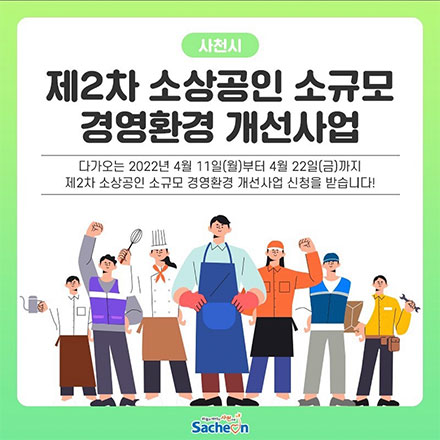 사천시
제2차 소상공인 소규모
경영환경 개선사업
다가오는 2022년 4월 11일(월)부터 4월 22일(금)까지
제2차 소상공인 소규모 경영환경 개선사업 신청을 받습니다!
Sacheon